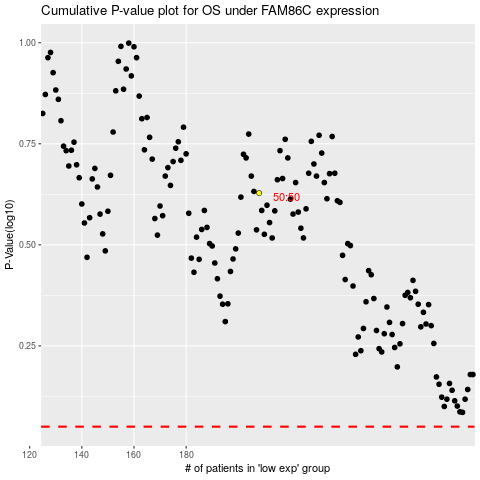 Cumulative P-value plot for OS under FAM86C expression
P-Value(log10)
1.00
0.75
0.50
0.25
50:50
120 140 160 180
# of patients in 'low exp' group